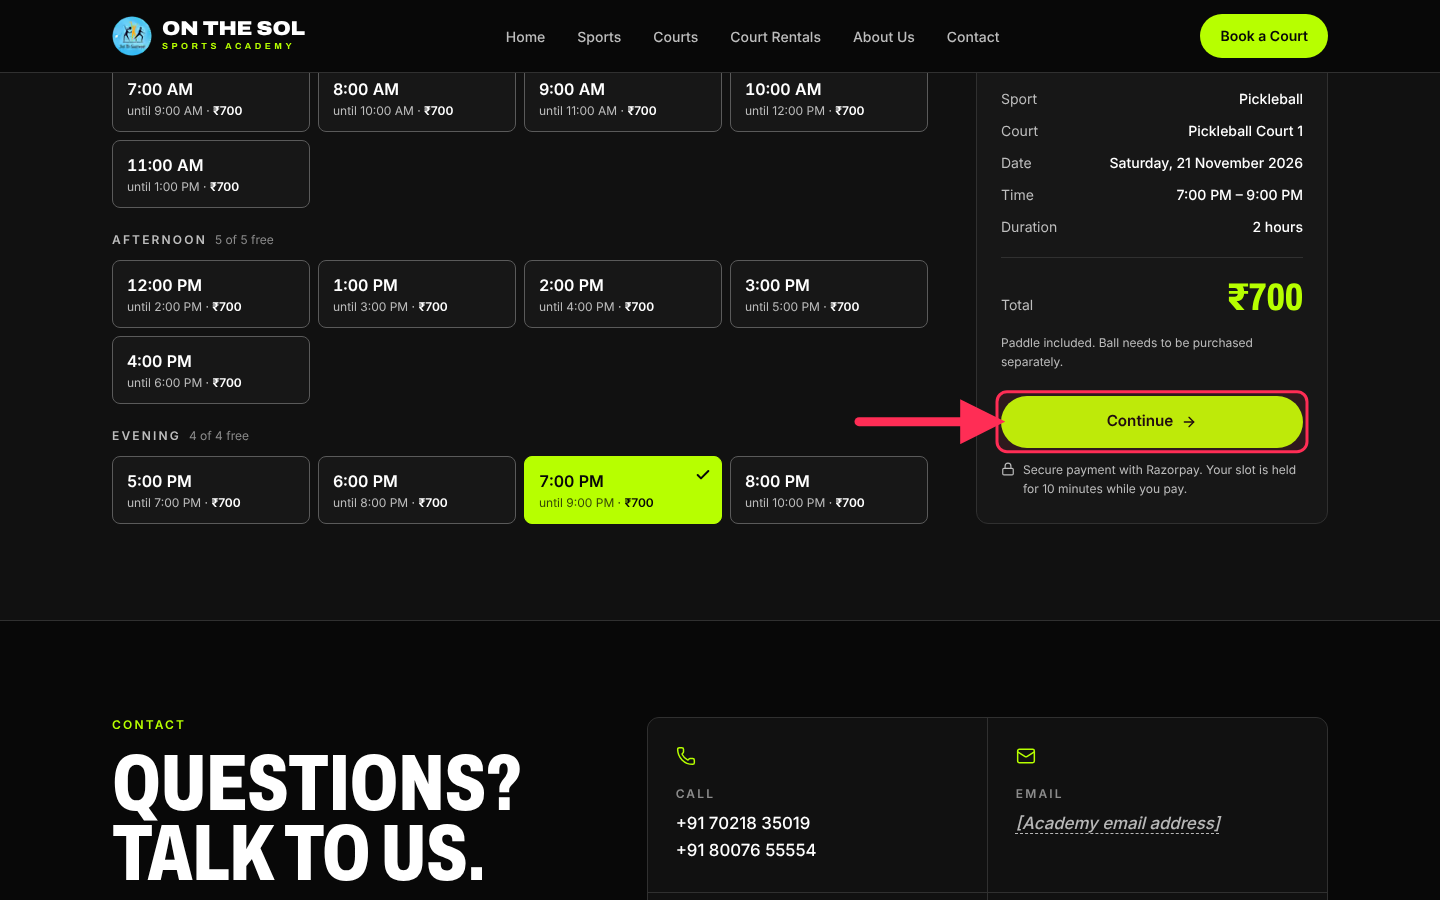 ON THE SOL
SPORTS ACADEMY
Home
Sports
Courts
Court Rentals
About Us
Contact
Book a Court
7:00 AM
until 9:00 AM · ₹700
8:00 AM
until 10:00 AM · ₹700
9:00 AM
until 11:00 AM · ₹700
10:00 AM
until 12:00 PM · ₹700
11:00 AM
until 1:00 PM · ₹700
AFTERNOON 5 of 5 free
12:00 PM
until 2:00 PM · ₹700
1:00 PM
until 3:00 PM · ₹700
2:00 PM
until 4:00 PM · ₹700
3:00 PM
until 5:00 PM · ₹700
4:00 PM
until 6:00 PM · ₹700
EVENING 4 of 4 free
5:00 PM
until 7:00 PM · ₹700
6:00 PM
until 8:00 PM · ₹700
7:00 PM
until 9:00 PM · ₹700
8:00 PM
until 10:00 PM · ₹700
Sport Pickleball
Court Pickleball Court 1
Date Saturday, 21 November 2026
Time 7:00 PM – 9:00 PM
Duration 2 hours
Total ₹700
Paddle included. Ball needs to be purchased
separately.
Continue →
Secure payment with Razorpay. Your slot is held
for 10 minutes while you pay.
CONTACT
QUESTIONS?
TALK TO US.
CALL
+91 70218 35019
+91 80076 55554
EMAIL
[Academy email address]